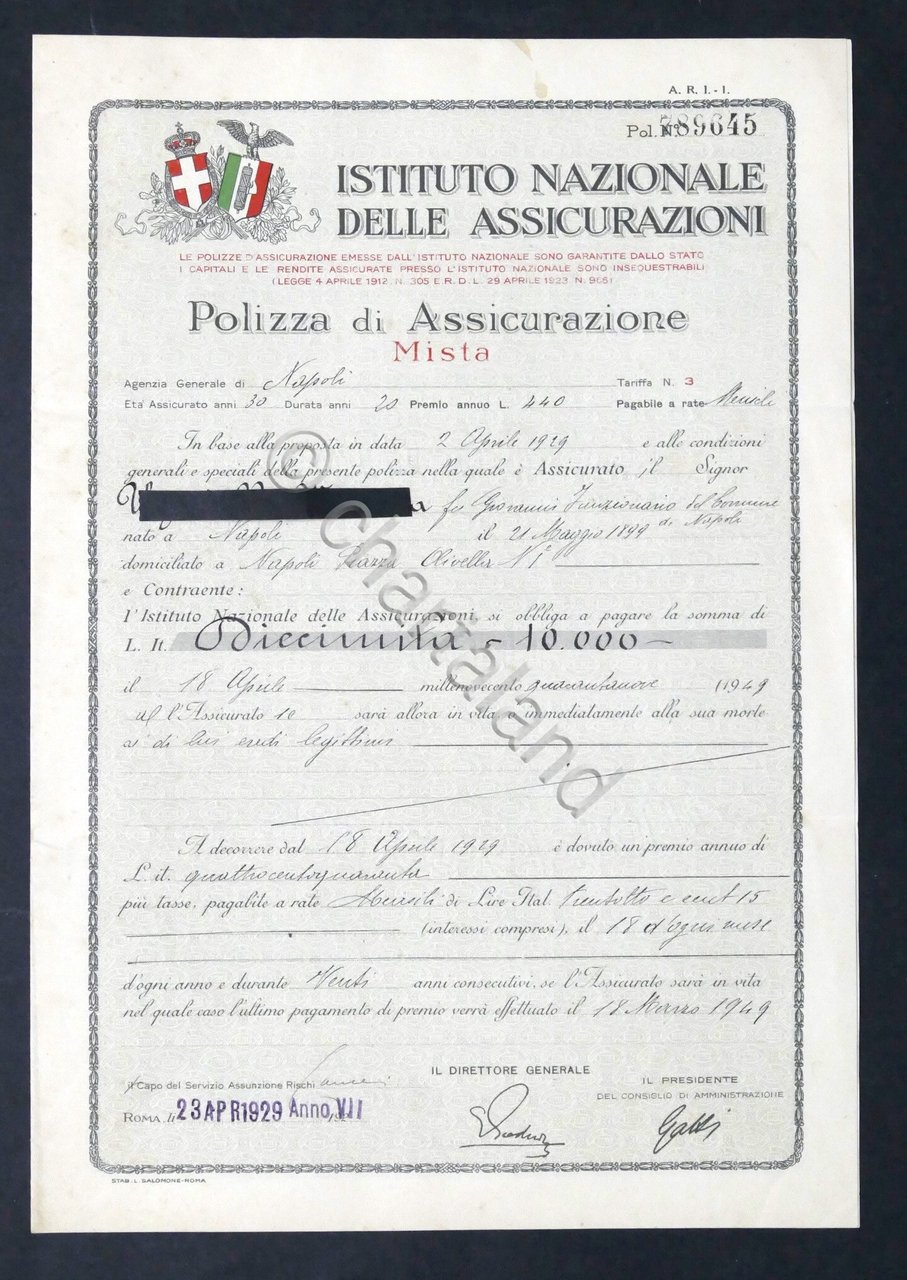 A. R. I. - I.
Pol. N° 789645
ISTITUTO NAZIONALE
DELLE ASSICURAZIONI
LE POLIZZE D'ASSICURAZIONE EMESSE DALL'ISTITUTO NAZIONALE SONO GARANTITE DALLO STATO
I CAPITALI E LE RENDITE ASSICURATE PRESSO L'ISTITUTO NAZIONALE SONO INSEQUESTRABILI
(LEGGE 4 APRILE 1912. N. 305 E R. D. L. 29 APRILE 1923 N. 966)
Polizza di Assicurazione
Mista
Agenzia Generale di Napoli Tariffa N. 3
Età Assicurato anni 30 Durata anni 20 Premio annuo L. 440 Pagabile a rate Mensili
In base alla proposta in data 2 Aprile 1929 e alle condizioni
generali e speciali della presente polizza nella quale è Assicurato il Signor
fu Giovanni Funzionario del Comune
di Napoli
nato a Napoli il 21 Maggio 1899
domiciliato a Napoli Piazza Olivella N° 1
e Contraente:
l'Istituto Nazionale delle Assicurazioni, si obbliga a pagare la somma di
L. It. Diecimila - 10.000 -
il 18 Aprile millenovecento quarantanove (1949
al l'Assicurato se sarà allora in vita o immediatamente alla sua morte
ai di lui eredi legittimi
A decorrere dal 18 Aprile 1929 è dovuto un premio annuo di
L. it. quattrocentoquaranta
più tasse, pagabile a rate Mensili di Lire Ital. trentotto e cent 15
(interessi compresi), il 18 d'ogni mese
d'ogni anno e durante Venti anni consecutivi, se l'Assicurato sarà in vita
nel quale caso l'ultimo pagamento di premio verrà effettuato il 18 Marzo 1949
IL DIRETTORE GENERALE
IL PRESIDENTE
DEL CONSIGLIO DI AMMINISTRAZIONE
Il Capo del Servizio Assunzione Rischi
ROMA, li 23 APR 1929 Anno VII
Gatti
STAB. L. SALOMONE-ROMA
© chartaland